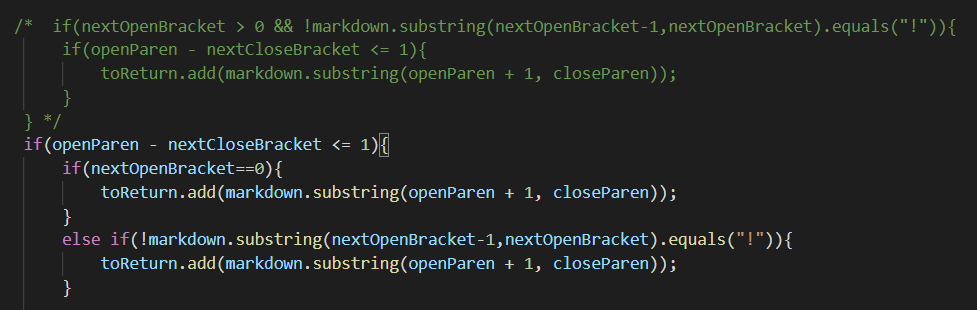 /*  if(nextOpenBracket > 0 && !markdown.substring(nextOpenBracket-1,nextOpenBracket).equals("!")){
if(openParen - nextCloseBracket <= 1){
toReturn.add(markdown.substring(openParen + 1, closeParen));
}
} */
if(openParen - nextCloseBracket <= 1){
if(nextOpenBracket==0){
toReturn.add(markdown.substring(openParen + 1, closeParen));
}
else if(!markdown.substring(nextOpenBracket-1,nextOpenBracket).equals("!")){
toReturn.add(markdown.substring(openParen + 1, closeParen));
}